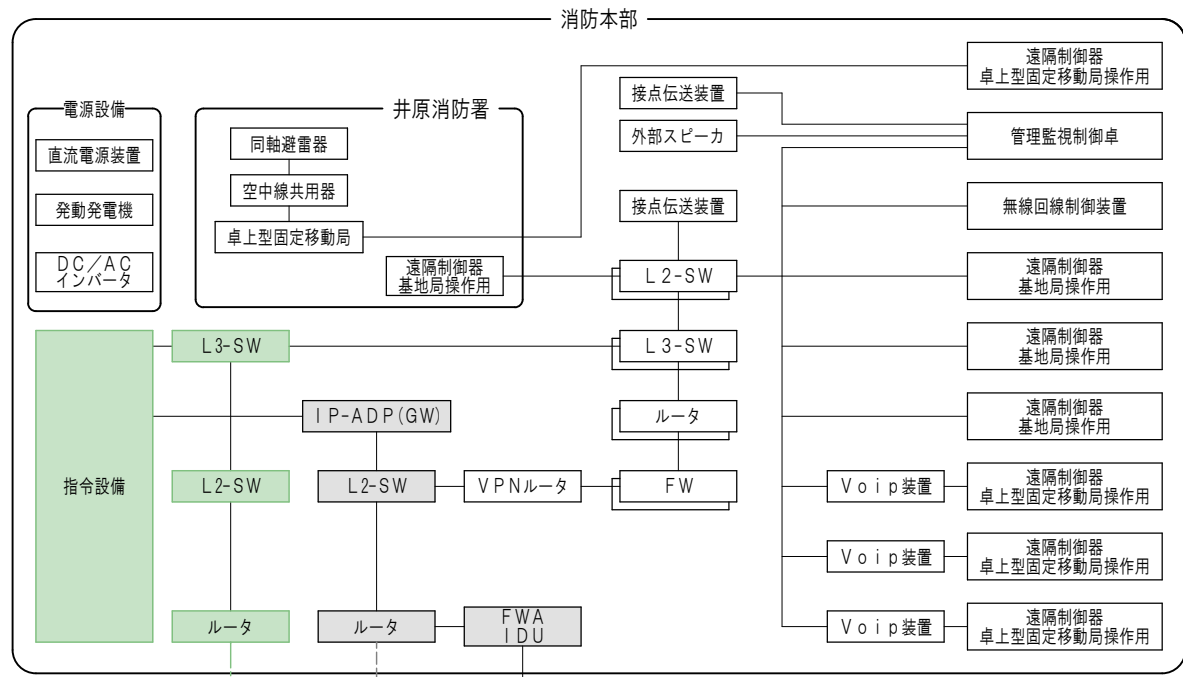 消防本部
電源設備
直流電源装置
発動発電機
DC/AC
インバータ
井原消防署
同軸避雷器
空中線共用器
卓上型固定移動局
遠隔制御器
基地局操作用
接点伝送装置
外部スピーカ
接点伝送装置
L2-SW
L3-SW
ルータ
FW
遠隔制御器
卓上型固定移動局操作用
管理監視制御卓
無線回線制御装置
遠隔制御器
基地局操作用
遠隔制御器
基地局操作用
遠隔制御器
基地局操作用
Voip装置
遠隔制御器
卓上型固定移動局操作用
Voip装置
遠隔制御器
卓上型固定移動局操作用
Voip装置
遠隔制御器
卓上型固定移動局操作用
指令設備
L3-SW
L2-SW
ルータ
IP-ADP(GW)
L2-SW
VPNルータ
ルータ
FWA
IDU